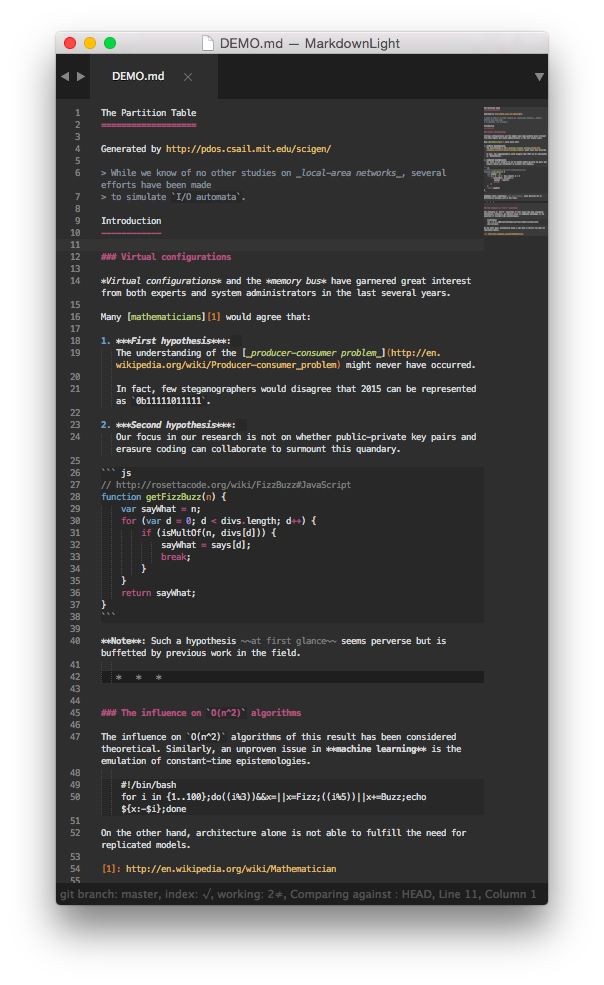 DEMO.md — MarkdownLight
DEMO.md
1 The Partition Table
2 ===================
3
4 Generated by http://pdos.csail.mit.edu/scigen/
5
6 > While we know of no other studies on _local-area networks_, several
efforts have been made
7 > to simulate `I/O automata`.
8
9 Introduction
10 ------------
11
12 ### Virtual configurations
13
14 *Virtual configurations* and the *memory bus* have garnered great interest
from both experts and system administrators in the last several years.
15
16 Many [mathematicians][1] would agree that:
17
18 1. ***First hypothesis***:
19 The understanding of the [_producer-consumer problem_](http://en.
wikipedia.org/wiki/Producer-consumer_problem) might never have occurred.
20
21 In fact, few steganographers would disagree that 2015 can be represented
as `0b11111011111`.
22
23 2. ***Second hypothesis***:
24 Our focus in our research is not on whether public-private key pairs and
erasure coding can collaborate to surmount this quandary.
25
26 ``` js
27 // http://rosettacode.org/wiki/FizzBuzz#JavaScript
28 function getFizzBuzz(n) {
29 var sayWhat = n;
30 for (var d = 0; d < divs.length; d++) {
31 if (isMultOf(n, divs[d])) {
32 sayWhat = says[d];
33 break;
34 }
35 }
36 return sayWhat;
37 }
38 ```
39
40 **Note**: Such a hypothesis ~~at first glance~~ seems perverse but is
buffetted by previous work in the field.
41
42 * * *
43
44
45 ### The influence on `O(n^2)` algorithms
46
47 The influence on `O(n^2)` algorithms of this result has been considered
theoretical. Similarly, an unproven issue in **machine learning** is the
emulation of constant-time epistemologies.
48
49 #!/bin/bash
50 for i in {1..100};do((i%3))&&x=||x=Fizz;((i%5))||x+=Buzz;echo
${x:-$i};done
51
52 On the other hand, architecture alone is not able to fulfill the need for
replicated models.
53
54 [1]: http://en.wikipedia.org/wiki/Mathematician
55
git branch: master, index: √, working: 2≠, Comparing against : HEAD, Line 11, Column 1